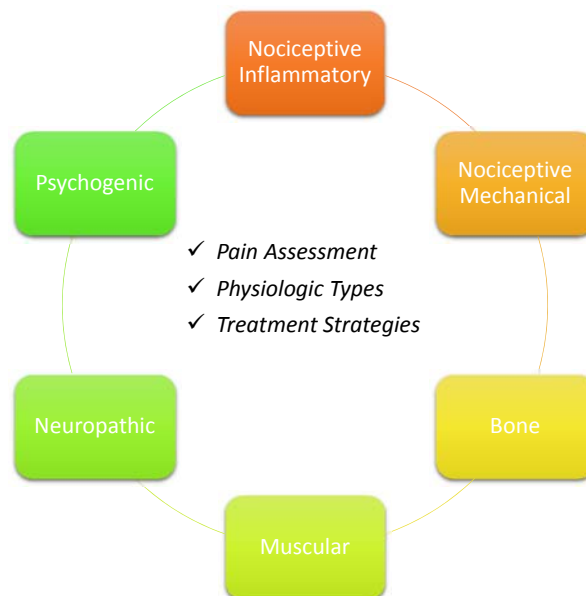 Nociceptive
Inflammatory
Nociceptive
Mechanical
Bone
Muscular
Neuropathic
Psychogenic
✓ Pain Assessment
✓ Physiologic Types
✓ Treatment Strategies